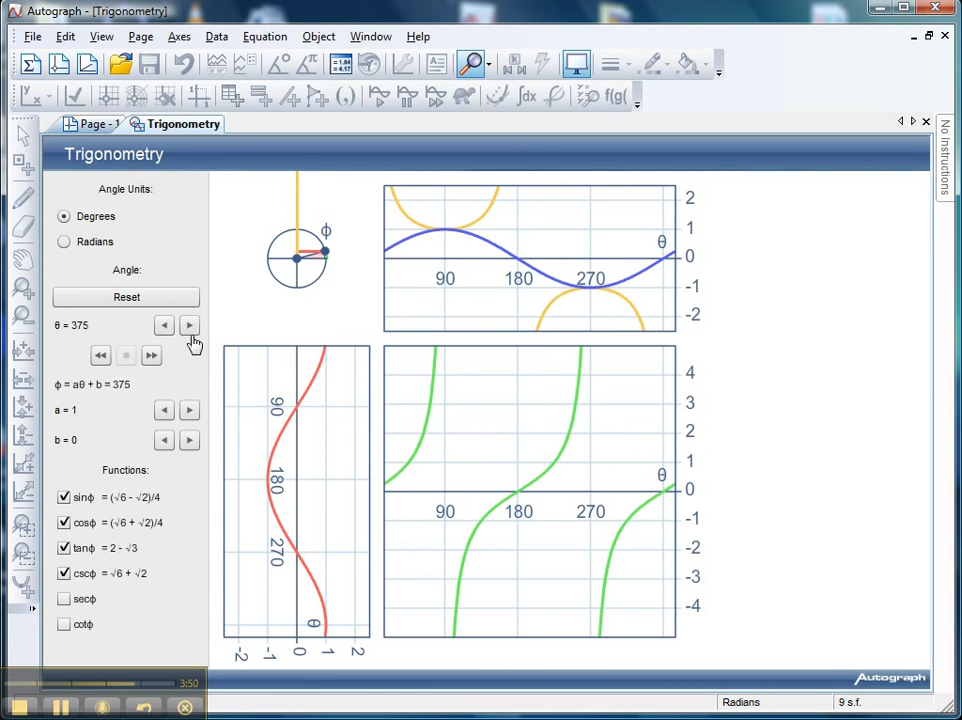 Autograph - [Trigonometry]
File Edit View Page Axes Data Equation Object Window Help
Page - 1 Trigonometry
Trigonometry
No Instructions
Angle Units:
Degrees
Radians
Angle:
Reset
θ = 375
ϕ = aθ + b = 375
a = 1
b = 0
Functions:
sinϕ = (√6 - √2)/4
cosϕ = (√6 + √2)/4
tanϕ = 2 - √3
cscϕ = √6 + √2
secϕ
cotϕ
ϕ
θ
90 180 270
2
1
0
-1
-2
90
180
270
θ
-2 -1 0 1 2
θ
90 180 270
4
3
2
1
0
-1
-2
-3
-4
3:50
Autograph
Radians 9 s.f.